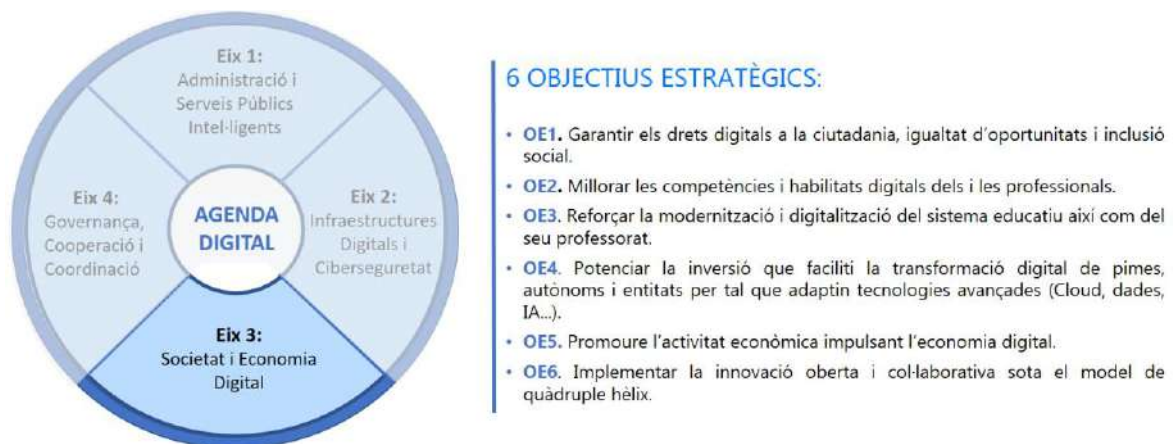 Eix 1:
Administració i
Serveis Públics
Intel·ligents
Eix 4:
Governança,
Cooperació i
Coordinació
AGENDA
DIGITAL
Eix 2:
Infraestructures
Digitals i
Ciberseguretat
Eix 3:
Societat i Economia
Digital
6 OBJECTIUS ESTRATÈGICS:
• OE1. Garantir els drets digitals a la ciutadania, igualtat d'oportunitats i inclusió
social.
• OE2. Millorar les competències i habilitats digitals dels i les professionals.
• OE3. Reforçar la modernització i digitalització del sistema educatiu així com del
seu professorat.
• OE4. Potenciar la inversió que faciliti la transformació digital de pimes,
autònoms i entitats per tal que adaptin tecnologies avançades (Cloud, dades,
IA...).
• OE5. Promoure l'activitat econòmica impulsant l'economia digital.
• OE6. Implementar la innovació oberta i col·laborativa sota el model de
quàdruple hèlix.